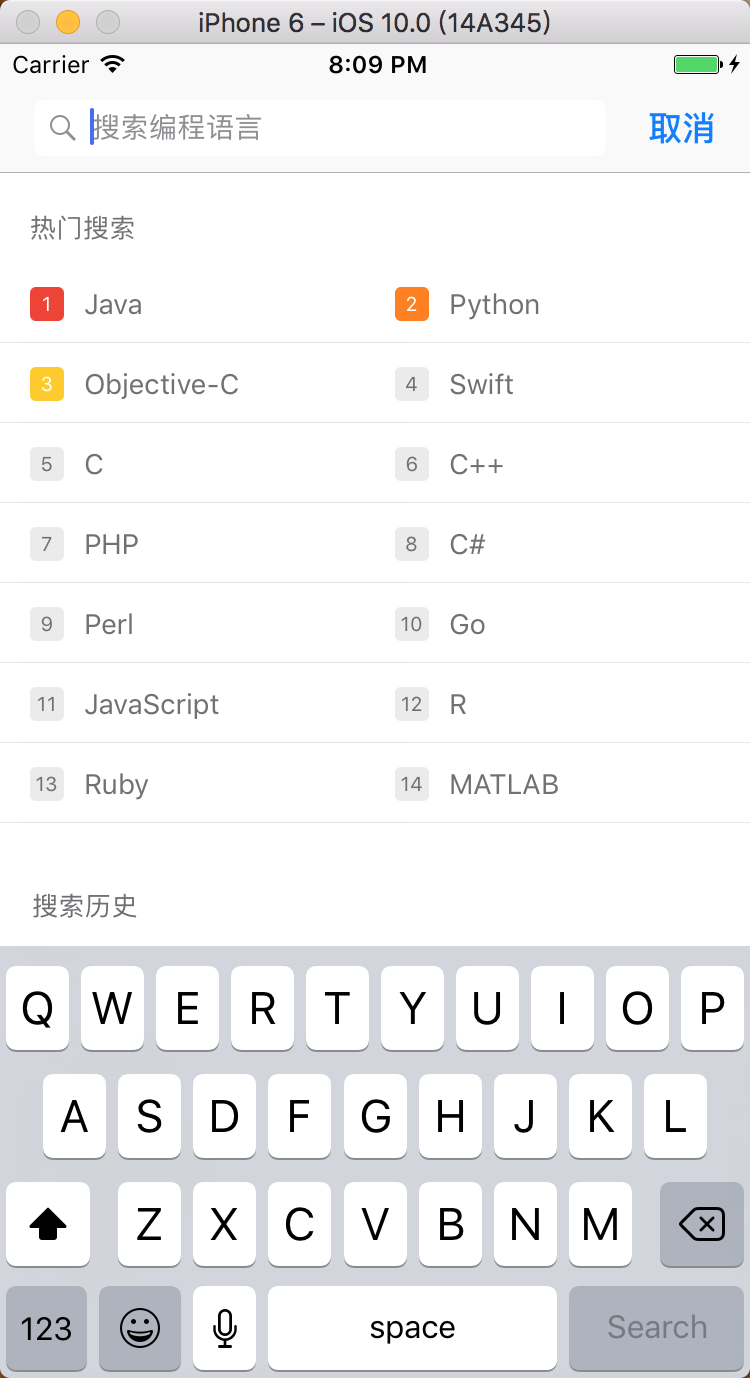 iPhone 6 – iOS 10.0 (14A345)
Carrier 8:09 PM
搜索编程语言 取消
热门搜索
1 Java 2 Python
3 Objective-C 4 Swift
5 C 6 C++
7 PHP 8 C#
9 Perl 10 Go
11 JavaScript 12 R
13 Ruby 14 MATLAB
搜索历史
Q W E R T Y U I O P
A S D F G H J K L
Z X C V B N M
123 space Search